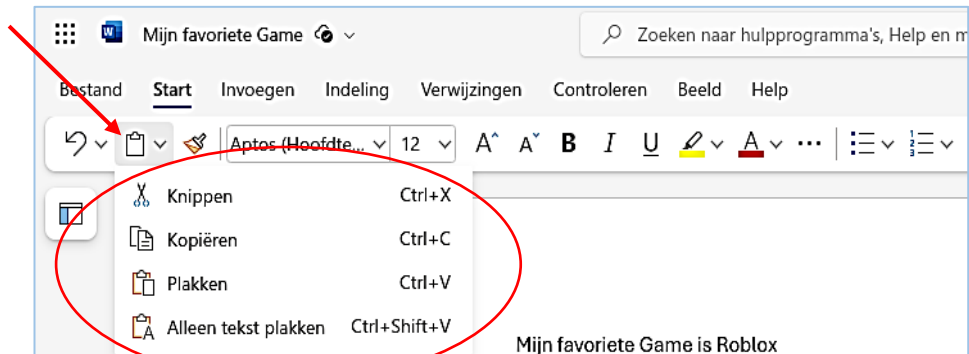 Mijn favoriete Game
Zoeken naar hulpprogramma's, Help en m
Bestand Start Invoegen Indeling Verwijzingen Controleren Beeld Help
Aptos (Hoofdte... 12 A A B I U A ...
Knippen Ctrl+X
Kopiëren Ctrl+C
Plakken Ctrl+V
Alleen tekst plakken Ctrl+Shift+V
Mijn favoriete Game is Roblox